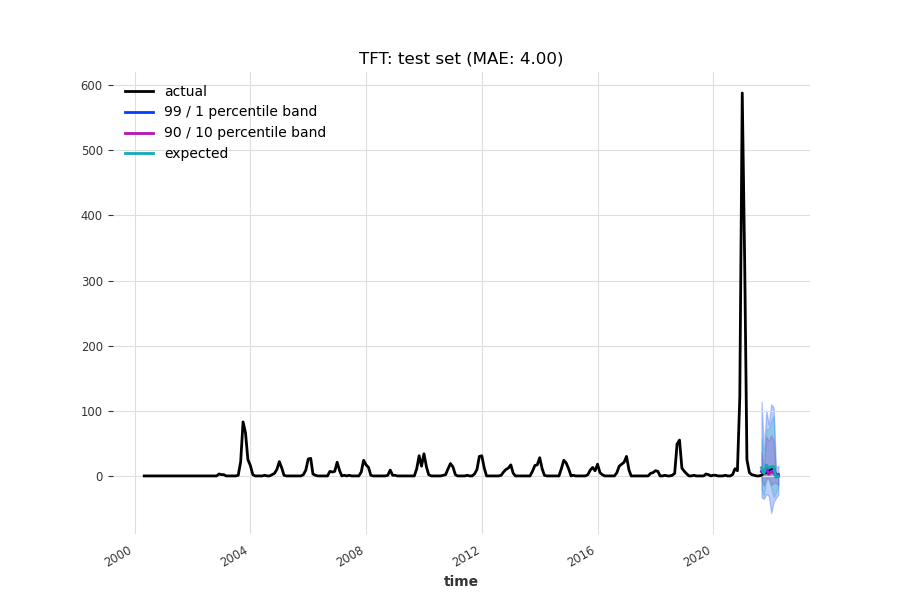 TFT: test set (MAE: 4.00)
600
500
400
300
200
100
0
actual
99 / 1 percentile band
90 / 10 percentile band
expected
2000
2004
2008
2012
2016
2020
time